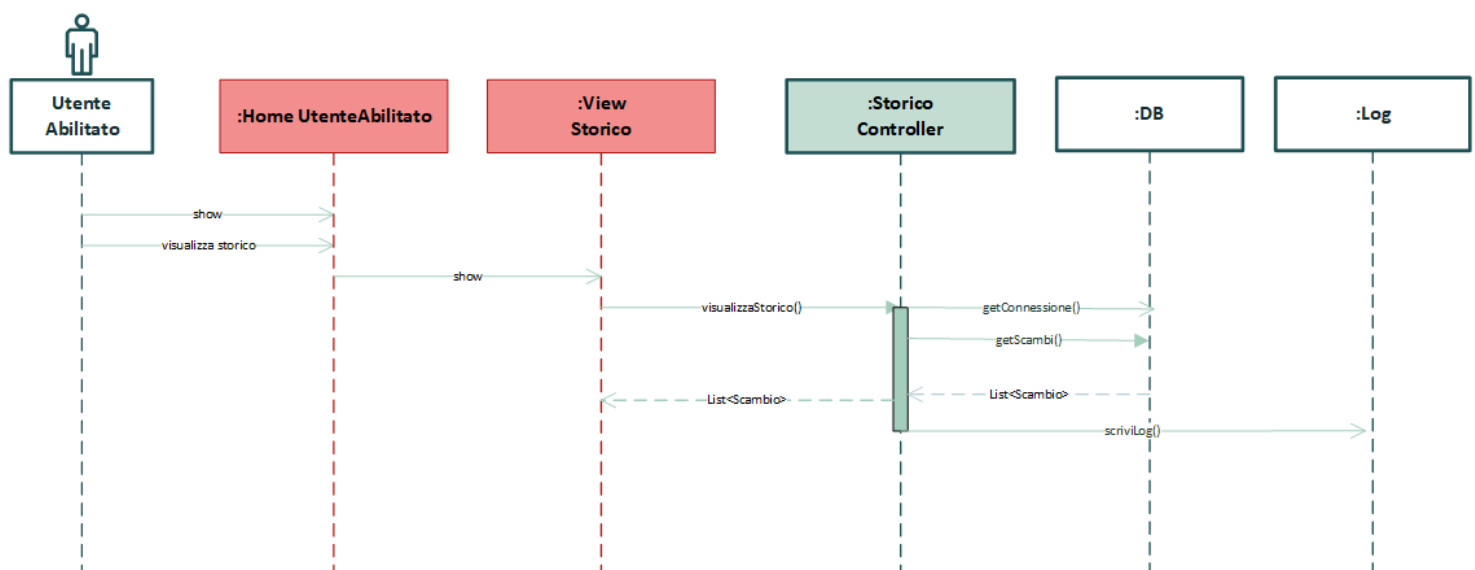 Utente
Abilitato
:Home UtenteAbilitato
:View
Storico
:Storico
Controller
:DB
:Log
show
visualizza storico
show
visualizzaStorico()
getConnessione()
getScambi()
List<Scambio>
List<Scambio>
scriviLog()